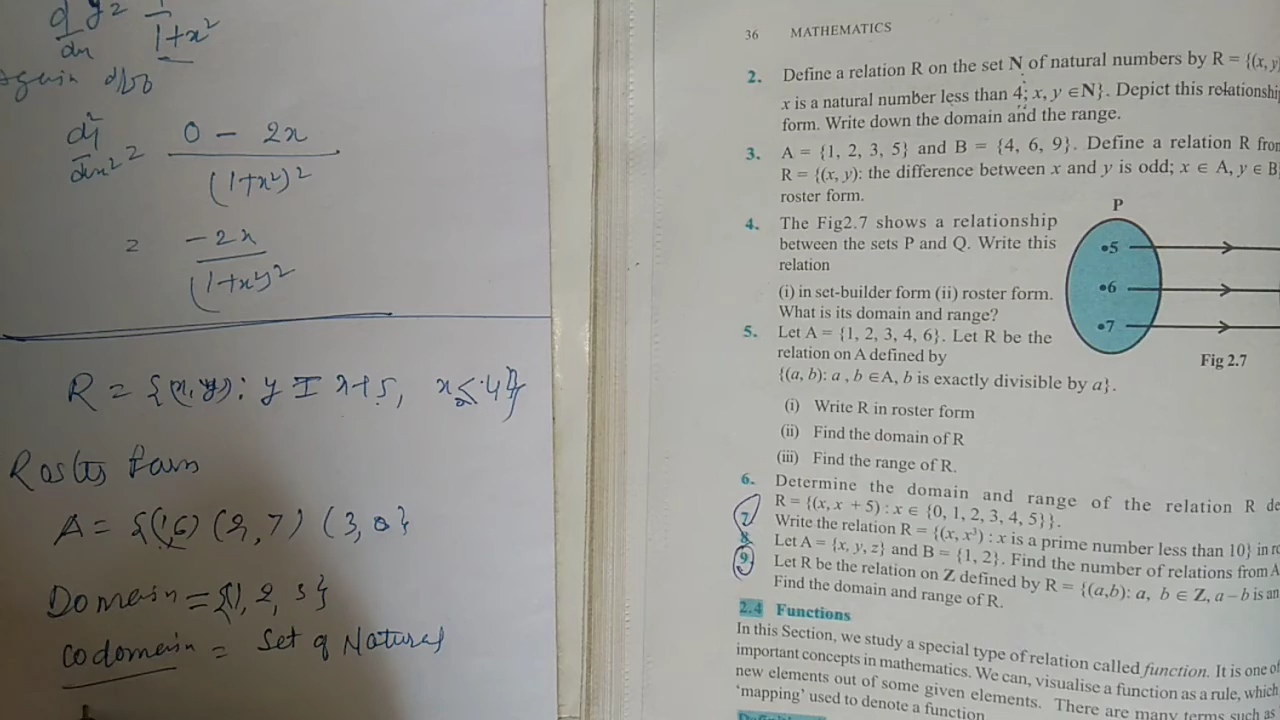 d y = 1
dx 1+x²
Again
d²y = 0 - 2x
dx² (1+x²)²
= -2x
(1+x²)²
R = {(x, y): y = x+5, x < 4}
Roster form
A = {(1,6) (2,7) (3,8}
Domain = {1, 2, 3}
Codomain = Set of Natural
36 MATHEMATICS
2. Define a relation R on the set N of natural numbers by R = {(x, y
x is a natural number less than 4; x, y ∈N}. Depict this relationshi
form. Write down the domain and the range.
3. A = {1, 2, 3, 5} and B = {4, 6, 9}. Define a relation R from
R = {(x, y): the difference between x and y is odd; x ∈ A, y ∈ B
roster form.
4. The Fig2.7 shows a relationship
between the sets P and Q. Write this
relation
(i) in set-builder form (ii) roster form.
What is its domain and range?
P
•5
•6
•7
Fig 2.7
5. Let A = {1, 2, 3, 4, 6}. Let R be the
relation on A defined by
{(a, b): a , b ∈A, b is exactly divisible by a}.
(i) Write R in roster form
(ii) Find the domain of R
(iii) Find the range of R.
6. Determine the domain and range of the relation R de
R = {(x, x + 5) : x ∈ {0, 1, 2, 3, 4, 5}}.
7. Write the relation R = {(x, x³) : x is a prime number less than 10} in ro
8. Let A = {x, y, z} and B = {1, 2}. Find the number of relations from A
9. Let R be the relation on Z defined by R = {(a,b): a, b ∈ Z, a – b is an
Find the domain and range of R.
2.4 Functions
In this Section, we study a special type of relation called function. It is one of
important concepts in mathematics. We can, visualise a function as a rule, which
new elements out of some given elements. There are many terms such as
'mapping' used to denote a function